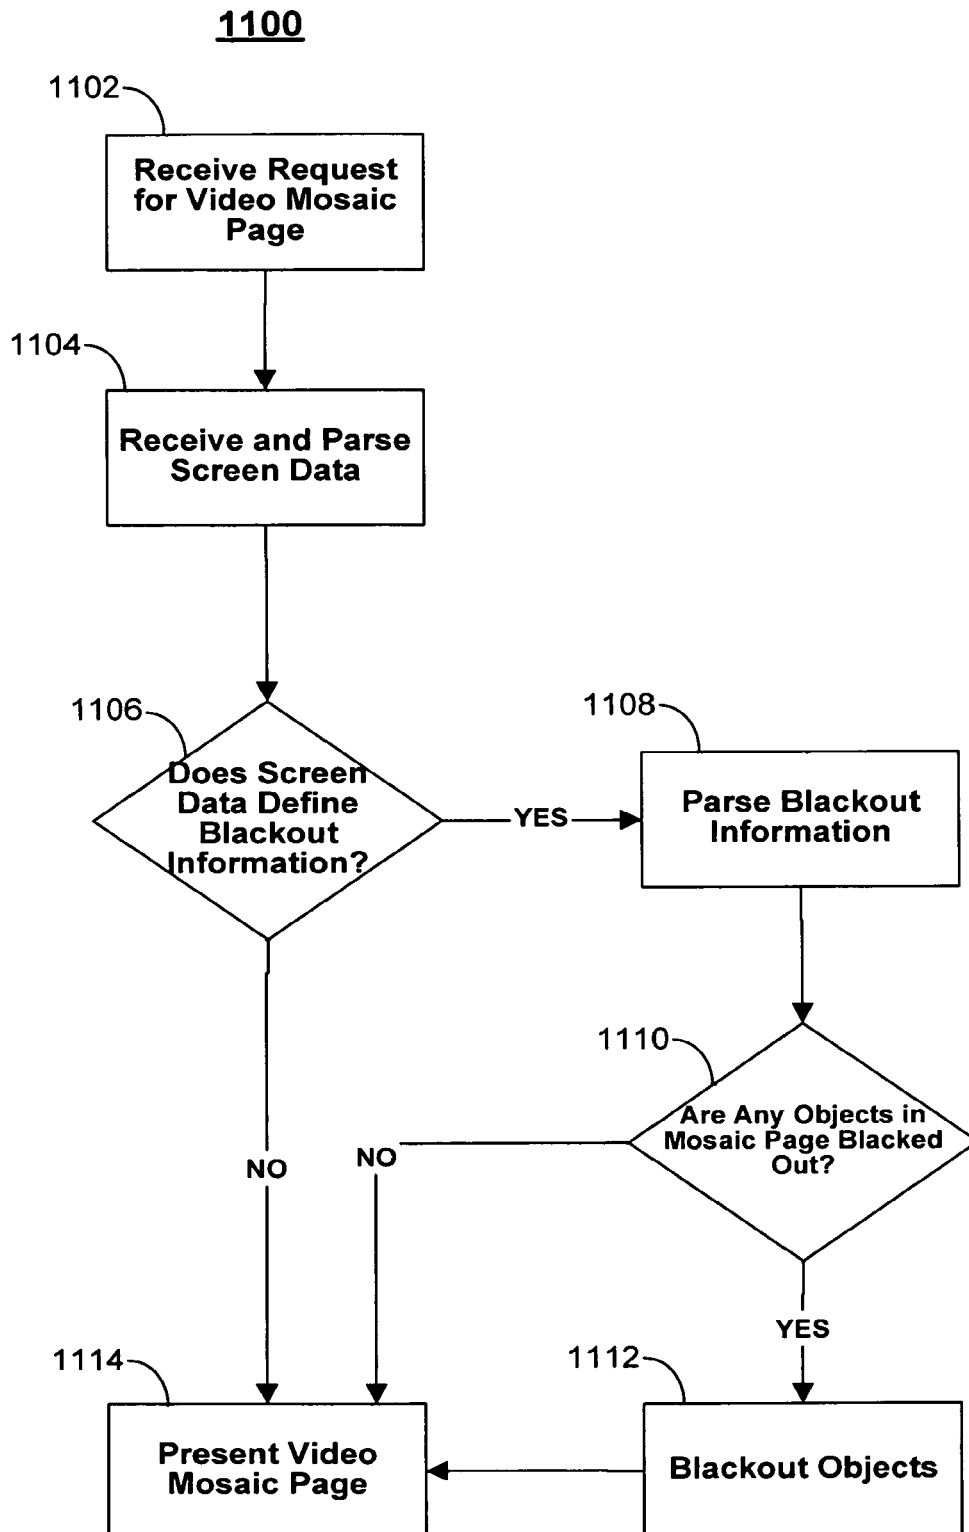 1100
1102
Receive Request
for Video Mosaic
Page
1104
Receive and Parse
Screen Data
1106
Does Screen
Data Define
Blackout
Information?
YES
1108
Parse Blackout
Information
1110
Are Any Objects in
Mosaic Page Blacked
Out?
NO
NO
YES
1114
Present Video
Mosaic Page
1112
Blackout Objects